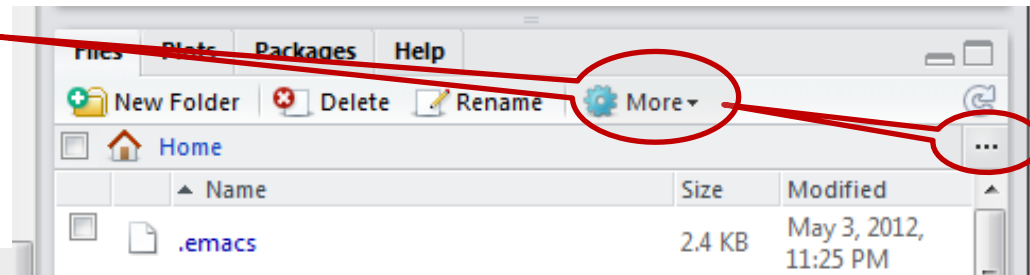 Files Plots Packages Help
New Folder Delete Rename More
Home ...
Name Size Modified
.emacs 2.4 KB May 3, 2012,
11:25 PM